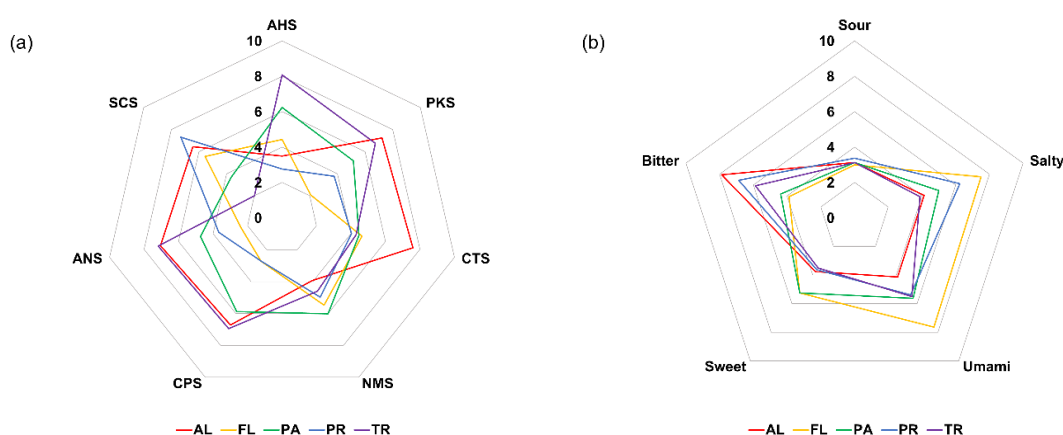 (a)
AHS
10
8
6
4
2
0
PKS
CTS
NMS
CPS
ANS
SCS
AL FL PA PR TR
(b)
Sour
10
8
6
4
2
0
Salty
Umami
Sweet
Bitter
AL FL PA PR TR